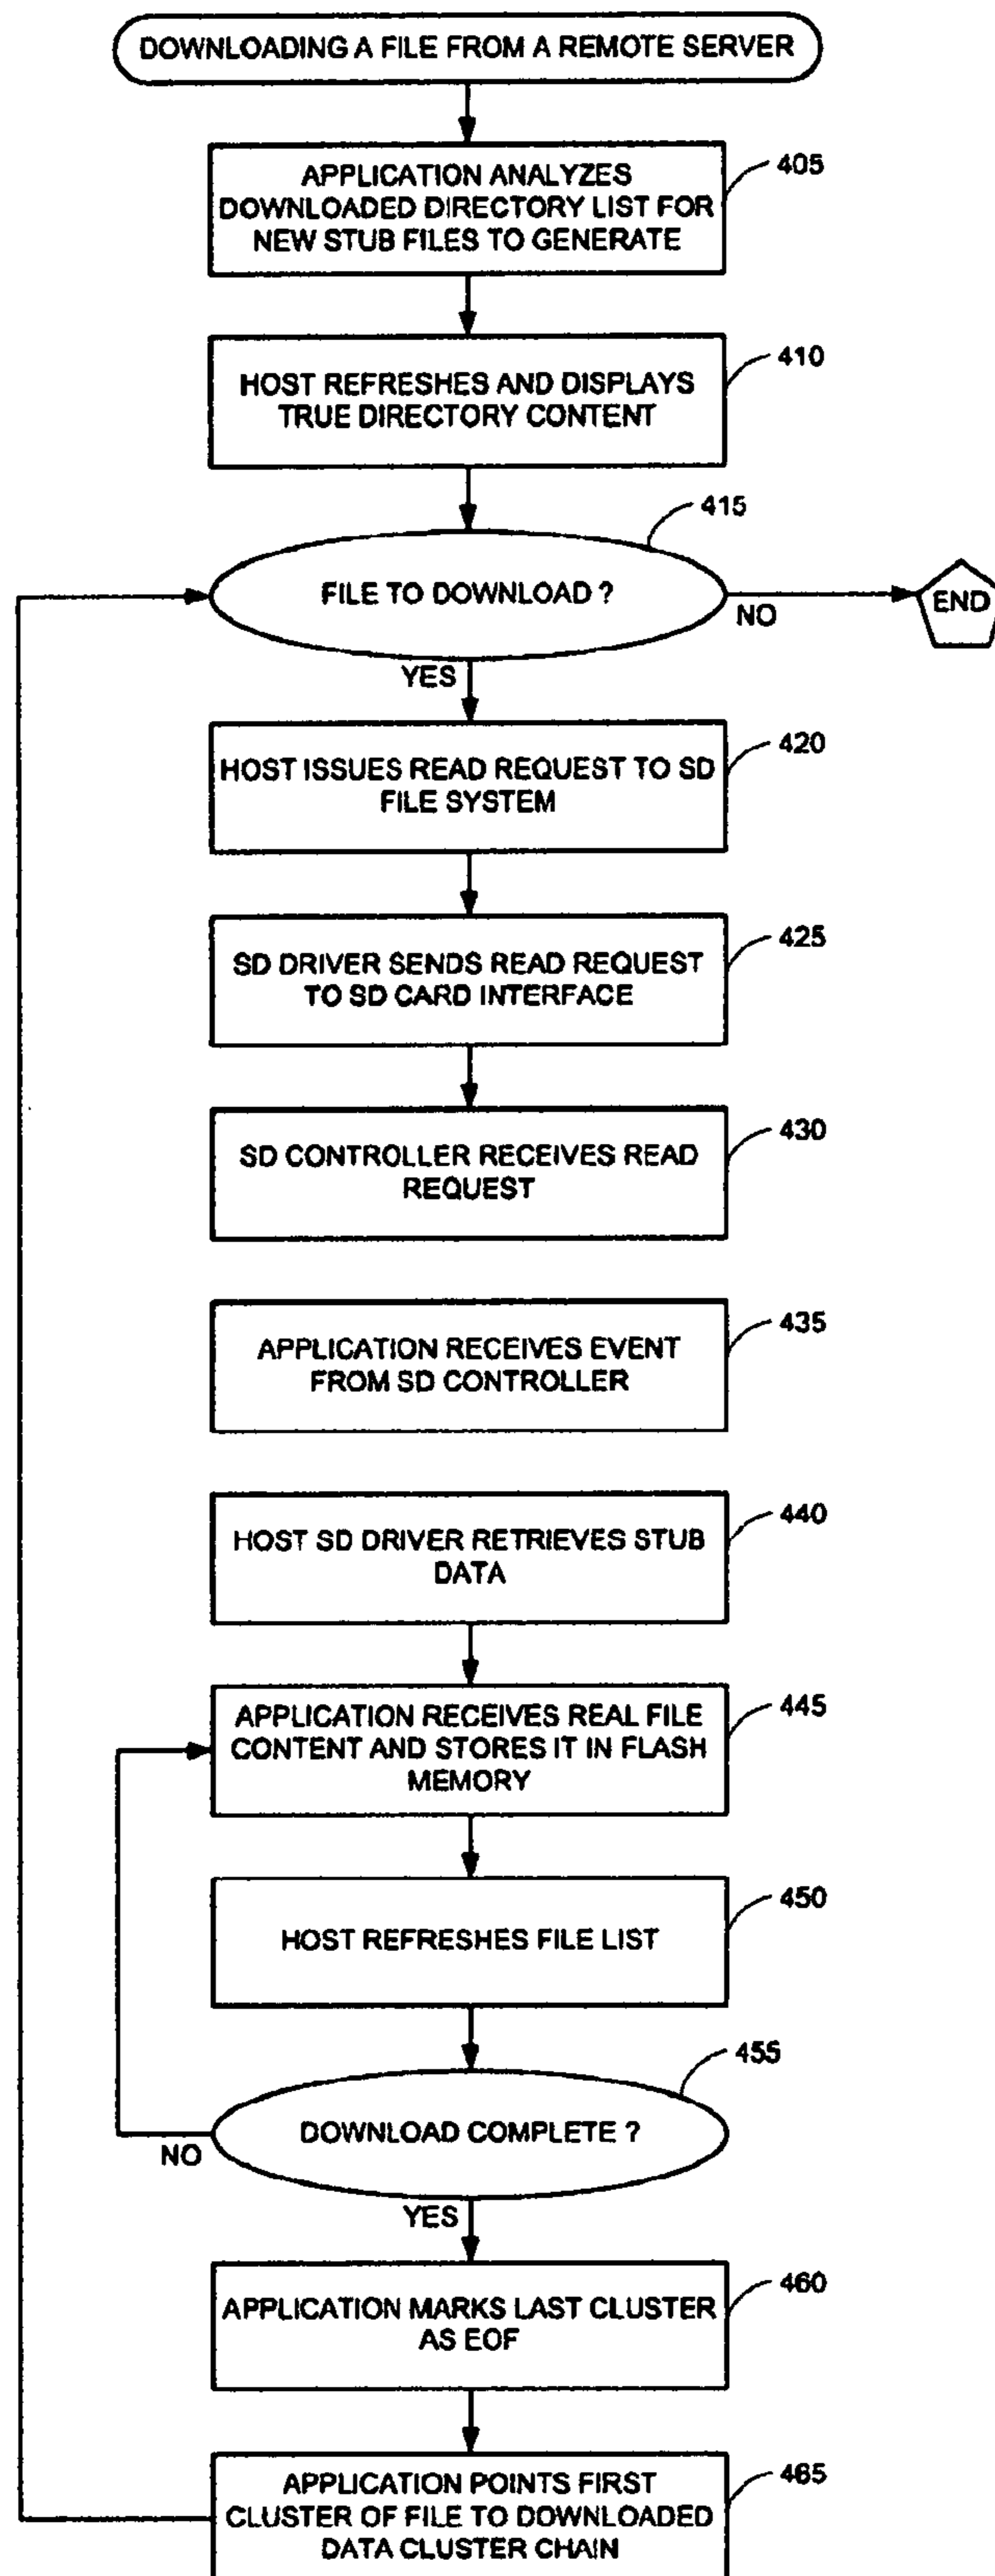 DOWNLOADING A FILE FROM A REMOTE SERVER
APPLICATION ANALYZES
DOWNLOADED DIRECTORY LIST FOR
NEW STUB FILES TO GENERATE
405
HOST REFRESHES AND DISPLAYS
TRUE DIRECTORY CONTENT
410
415
FILE TO DOWNLOAD ?
NO
END
YES
HOST ISSUES READ REQUEST TO SD
FILE SYSTEM
420
SD DRIVER SENDS READ REQUEST
TO SD CARD INTERFACE
425
SD CONTROLLER RECEIVES READ
REQUEST
430
APPLICATION RECEIVES EVENT
FROM SD CONTROLLER
435
HOST SD DRIVER RETRIEVES STUB
DATA
440
APPLICATION RECEIVES REAL FILE
CONTENT AND STORES IT IN FLASH
MEMORY
445
HOST REFRESHES FILE LIST
450
455
DOWNLOAD COMPLETE ?
NO
YES
APPLICATION MARKS LAST CLUSTER
AS EOF
460
APPLICATION POINTS FIRST
CLUSTER OF FILE TO DOWNLOADED
DATA CLUSTER CHAIN
465